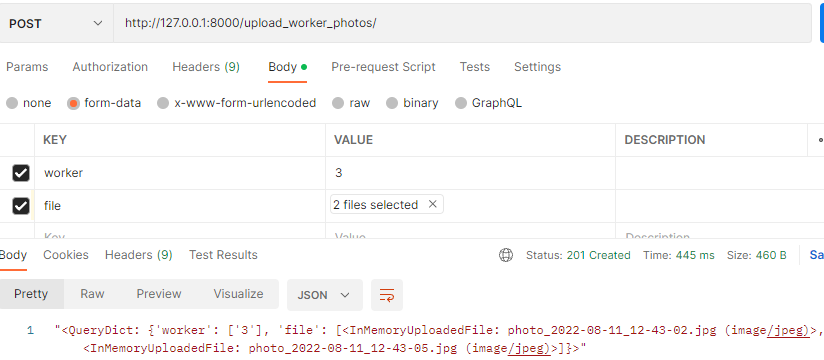 POST http://127.0.0.1:8000/upload_worker_photos/
Params Authorization Headers (9) Body Pre-request Script Tests Settings
none form-data x-www-form-urlencoded raw binary GraphQL
KEY VALUE DESCRIPTION
worker 3
file 2 files selected
Key Value Description
Body Cookies Headers (9) Test Results Status: 201 Created Time: 445 ms Size: 460 B Sa
Pretty Raw Preview Visualize JSON
1 "<QueryDict: {'worker': ['3'], 'file': [<InMemoryUploadedFile: photo_2022-08-11_12-43-02.jpg (image/jpeg)>,
<InMemoryUploadedFile: photo_2022-08-11_12-43-05.jpg (image/jpeg)>]}>"